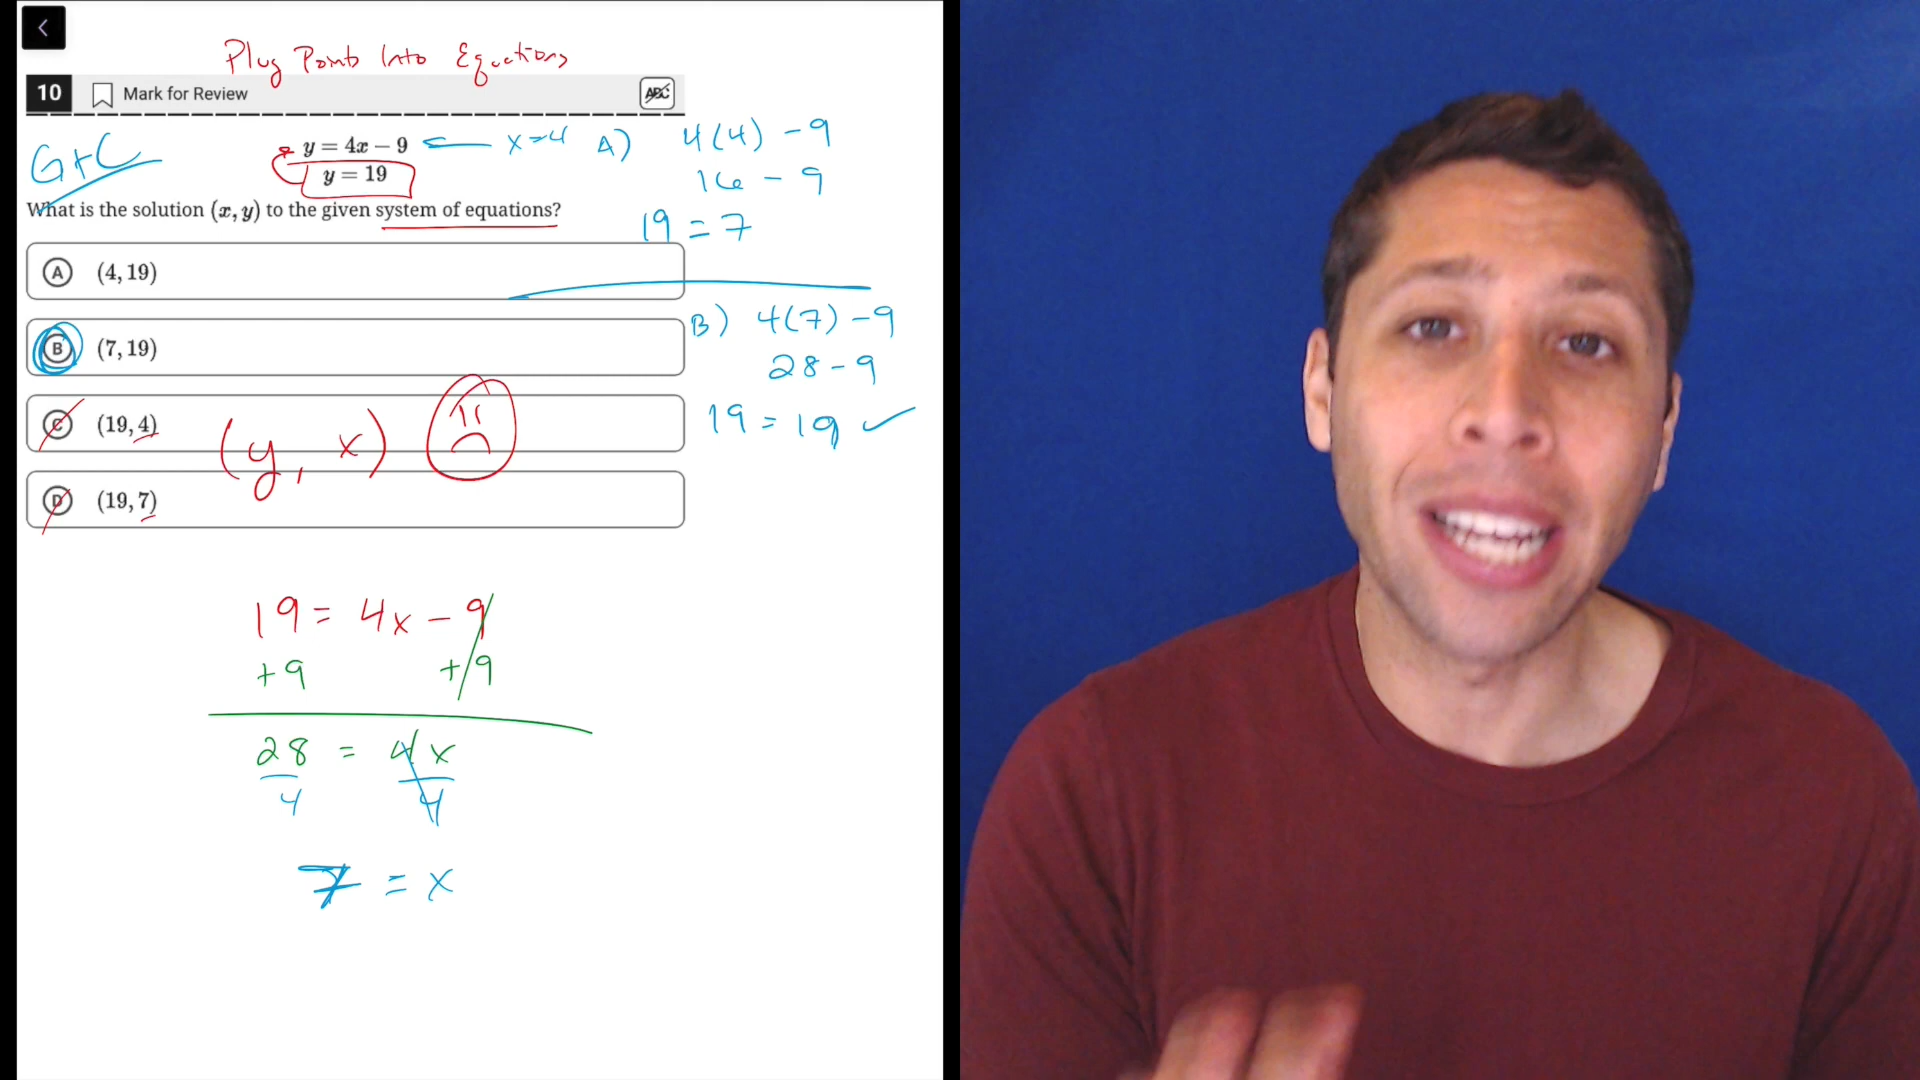 Plug Points Into Equations
10 Mark for Review ABC
G+C
y = 4x − 9 x=4 A) 4(4) − 9
y = 19 16 − 9
What is the solution (x, y) to the given system of equations?
19 = 7
A (4, 19)
B) 4(7) − 9
B (7, 19)
28 − 9
C (19, 4) (y, x)
19 = 19 ✓
D (19, 7)
19 = 4x − 9
+9 +9
28 = 4x
4 4
7 = x